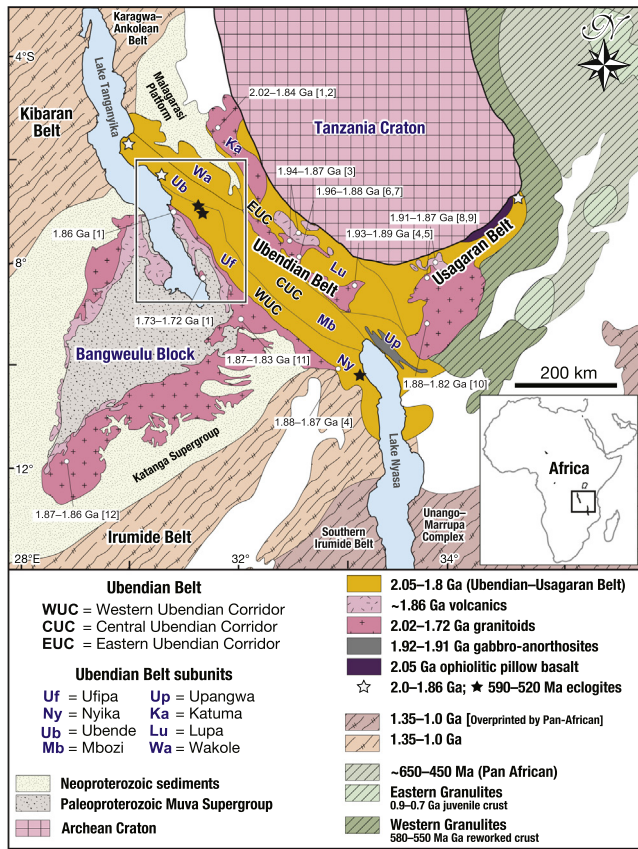 Karagwa–
Ankolean
Belt
N
4°S
Lake Tanganyika
Malagarasi
Platform
2.02–1.84 Ga [1,2]
Kibaran
Belt
Tanzania Craton
Ka
Wa
1.94–1.87 Ga [3]
Ub
1.96–1.88 Ga [6,7]
EUC
1.91–1.87 Ga [8,9]
1.93–1.89 Ga [4,5]
1.86 Ga [1]
Usagaran Belt
Ubendian Belt
Lu
8°
Uf
CUC
WUC
1.73–1.72 Ga [1]
Mb
Up
Bangweulu Block
1.87–1.83 Ga [11]
Ny
1.88–1.82 Ga [10]
200 km
1.88–1.87 Ga [4]
Lake Nyasa
Katanga Supergroup
Africa
12°
1.87–1.86 Ga [12]
Irumide Belt
Southern
Irumide Belt
Unango–
Marrupa
Complex
28°E
32°
34°
Ubendian Belt
WUC = Western Ubendian Corridor
CUC = Central Ubendian Corridor
EUC = Eastern Ubendian Corridor
Ubendian Belt subunits
Uf = Ufipa
Up = Upangwa
Ny = Nyika
Ka = Katuma
Ub = Ubende
Lu = Lupa
Mb = Mbozi
Wa = Wakole
Neoproterozoic sediments
Paleoproterozoic Muva Supergroup
Archean Craton
2.05–1.8 Ga (Ubendian–Usagaran Belt)
~1.86 Ga volcanics
2.02–1.72 Ga granitoids
1.92–1.91 Ga gabbro-anorthosites
2.05 Ga ophiolitic pillow basalt
☆ 2.0–1.86 Ga; ★ 590–520 Ma eclogites
1.35–1.0 Ga [Overprinted by Pan-African]
1.35–1.0 Ga
~650–450 Ma (Pan African)
Eastern Granulites
0.9–0.7 Ga juvenile crust
Western Granulites
580–550 Ma Ga reworked crust